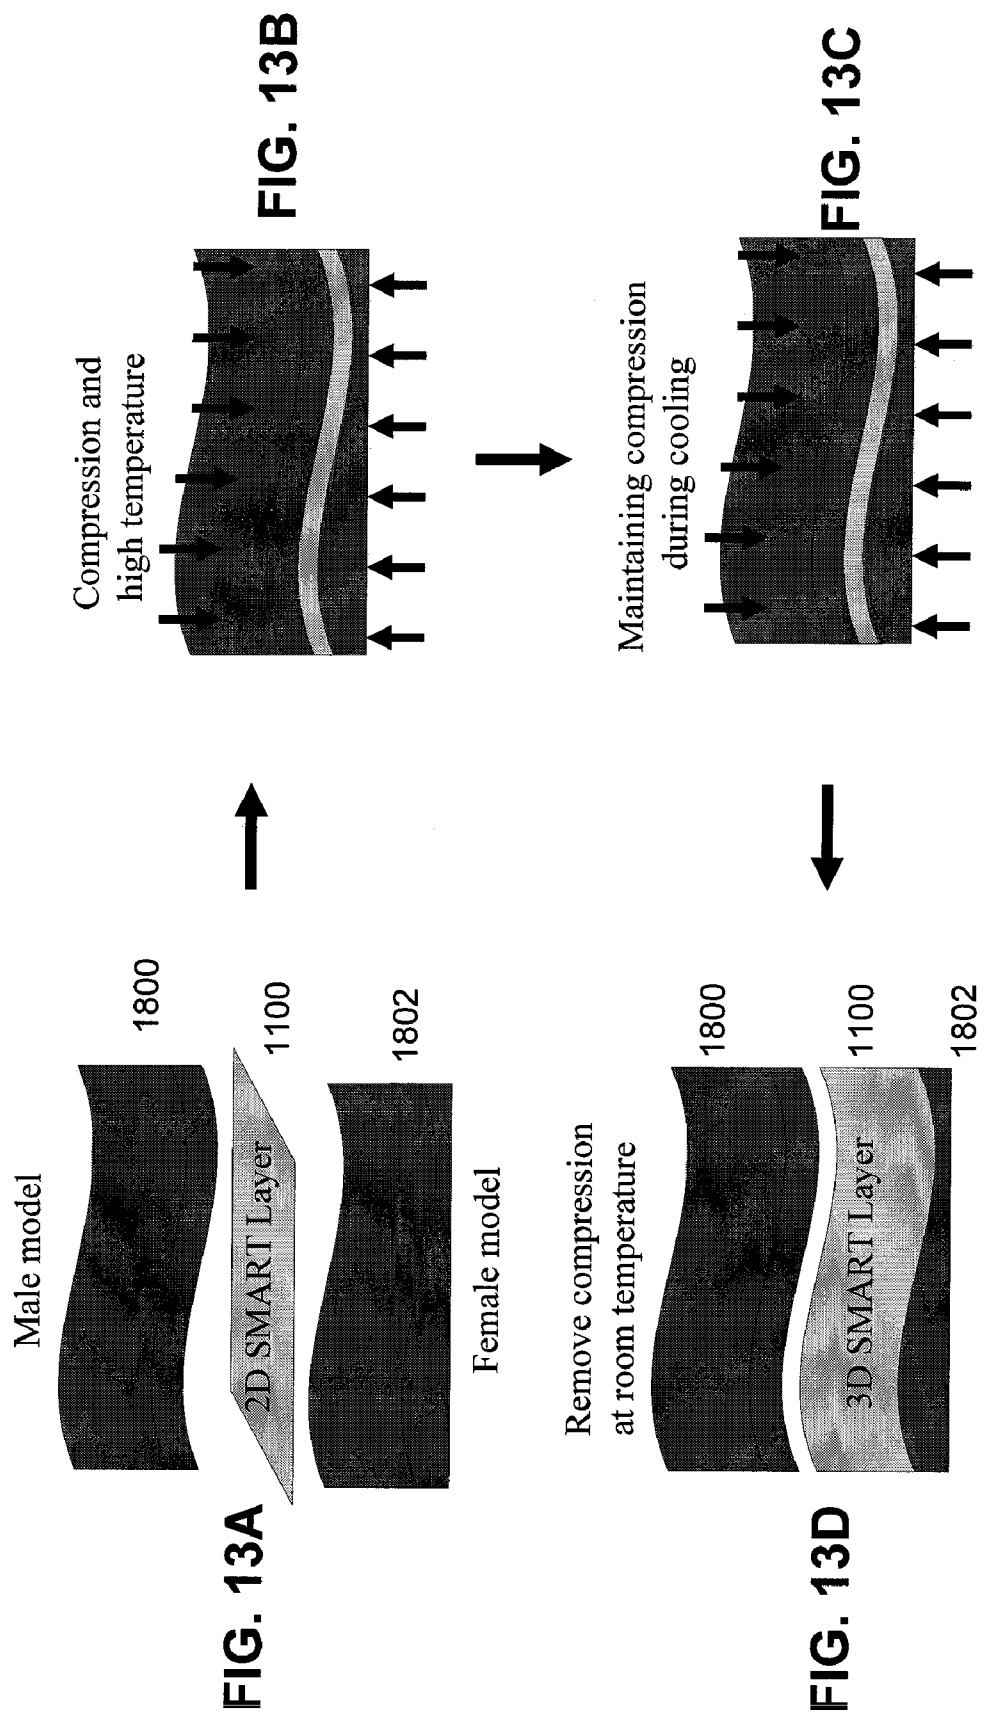 FIG. 13A
Male model
1800
2D SMART Layer
1100
1802
Female model
Compression and
high temperature
FIG. 13B
Maintaining compression
during cooling
FIG. 13C
FIG. 13D
Remove compression
at room temperature
1800
3D SMART Layer
1100
1802